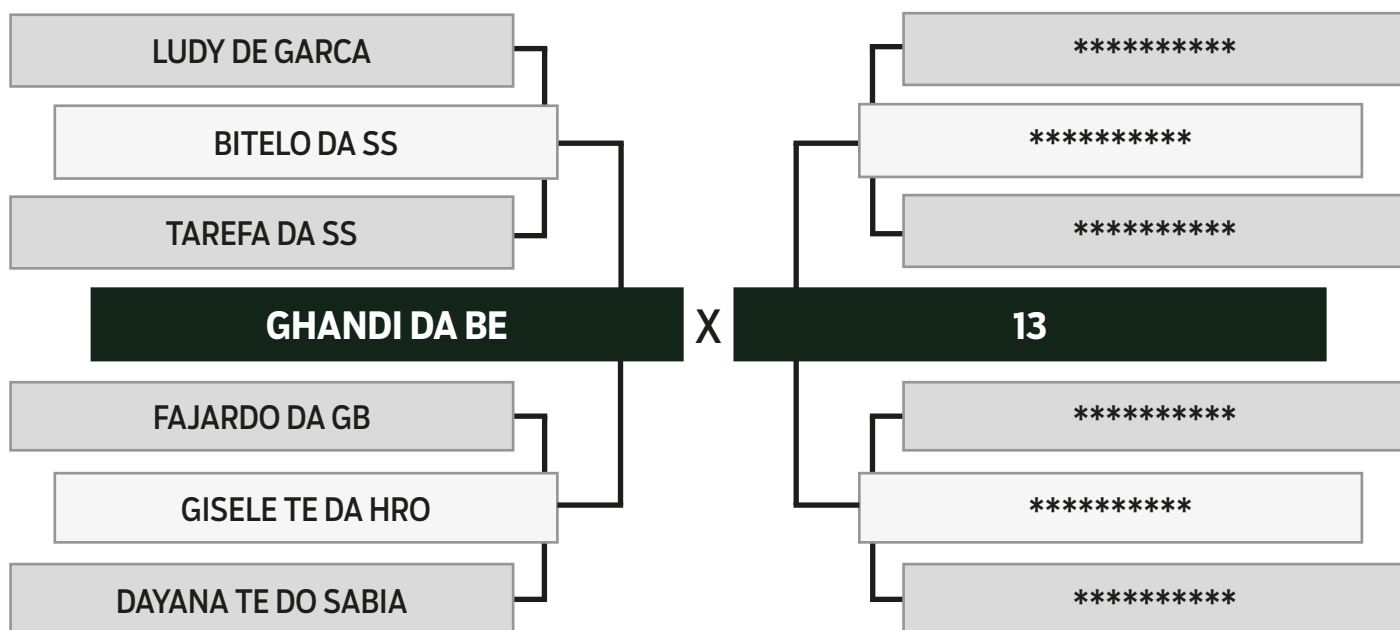 LUDY DE GARCA
**********
BITELO DA SS
**********
TAREFA DA SS
**********
GHANDI DA BE
X
13
FAJARDO DA GB
**********
GISELE TE DA HRO
**********
DAYANA TE DO SABIA
**********